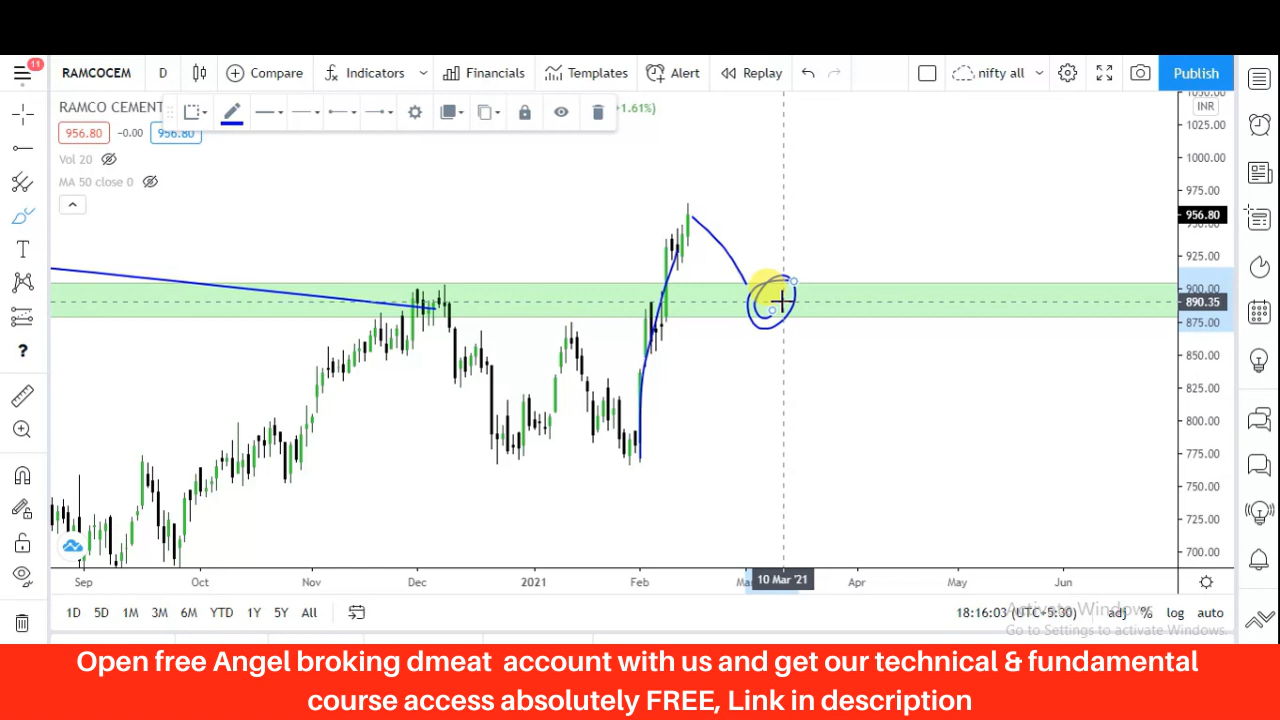 11
RAMCOCEM D Compare Indicators Financials Templates Alert Replay nifty all Publish
RAMCO CEMENT +1.61%)
956.80 −0.00 956.80
Vol 20
MA 50 close 0
INR
1025.00
1000.00
975.00
956.80
925.00
900.00
890.35
875.00
850.00
825.00
800.00
775.00
750.00
725.00
700.00
Sep Oct Nov Dec 2021 Feb 10 Mar '21 Apr May Jun
1D 5D 1M 3M 6M YTD 1Y 5Y All 18:16:03 (UTC+5:30) adj % log auto
Activate Windows
Go to Settings to activate Windows.
Open free Angel broking dmeat account with us and get our technical & fundamental
course access absolutely FREE, Link in description